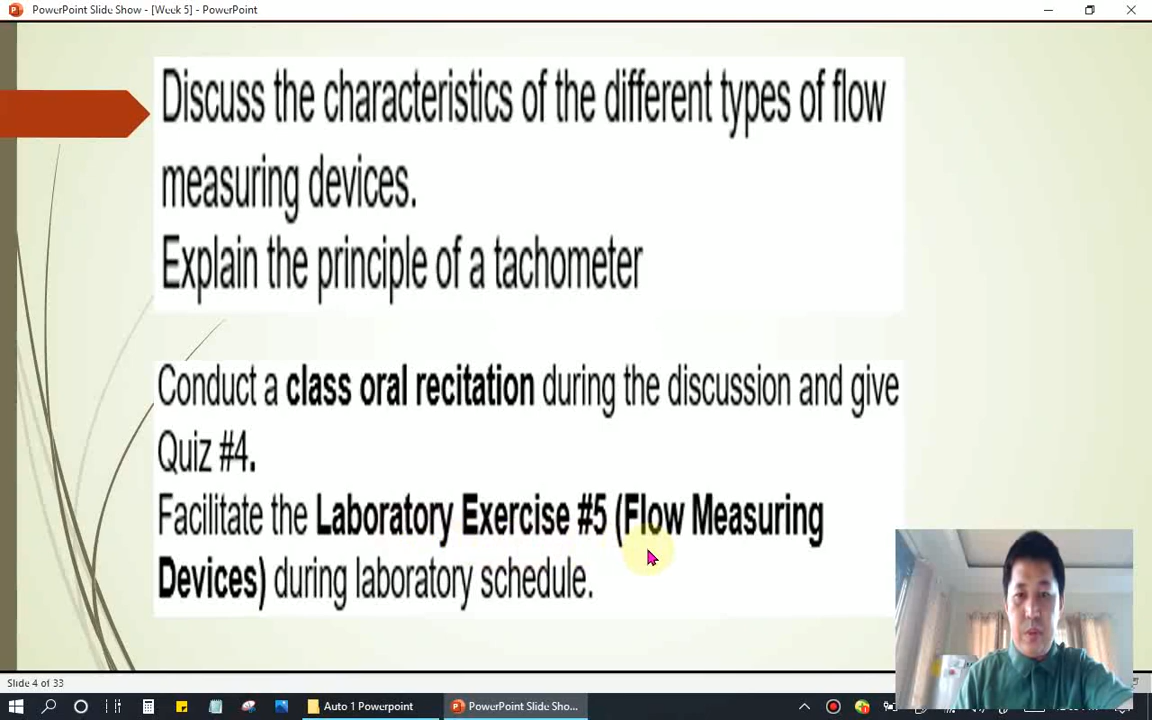 PowerPoint Slide Show - [Week 5] - PowerPoint
Discuss the characteristics of the different types of flow
measuring devices.
Explain the principle of a tachometer
Conduct a class oral recitation during the discussion and give
Quiz #4.
Facilitate the Laboratory Exercise #5 (Flow Measuring
Devices) during laboratory schedule.
Slide 4 of 33
Auto 1 Powerpoint
PowerPoint Slide Sho...